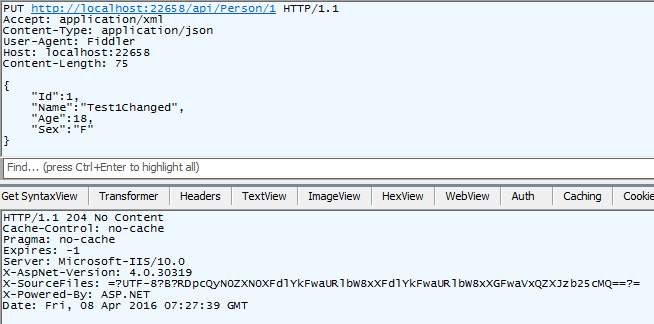 PUT http://localhost:22658/api/Person/1 HTTP/1.1
Accept: application/xml
Content-Type: application/json
User-Agent: Fiddler
Host: localhost:22658
Content-Length: 75
{
"Id":1,
"Name":"Test1Changed",
"Age":18,
"Sex":"F"
}
Find... (press Ctrl+Enter to highlight all)
Get SyntaxView Transformer Headers TextView ImageView HexView WebView Auth Caching Cookie
HTTP/1.1 204 No Content
Cache-Control: no-cache
Pragma: no-cache
Expires: -1
Server: Microsoft-IIS/10.0
X-AspNet-Version: 4.0.30319
X-SourceFiles: =?UTF-8?B?RDpcQyNOZXNOXFdlYkFwaURlbW8xXFdlYkFwaURlbW8xXGFwaVxQZXJzb25cMQ==?=
X-Powered-By: ASP.NET
Date: Fri, 08 Apr 2016 07:27:39 GMT